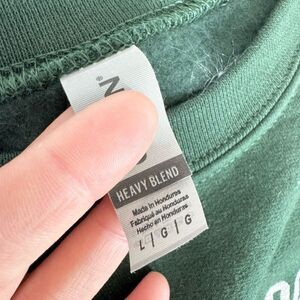 HEAVY BLEND
Made in Honduras
Fabriqué au Honduras
Hecho en Honduras
L | G | G